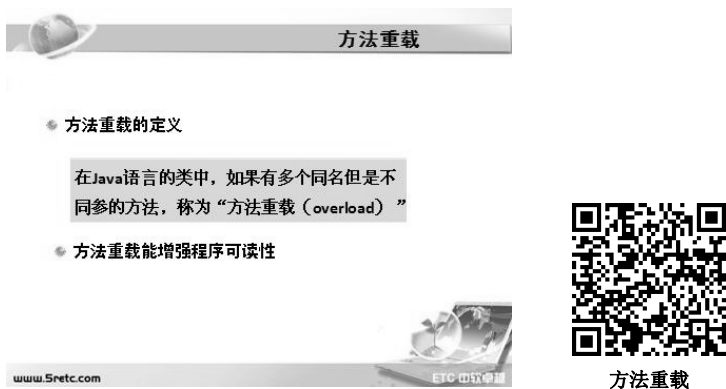 方法重载
方法重载的定义
在Java语言的类中，如果有多个同名但是不
同参的方法，称为“方法重载（overload）”
方法重载能增强程序可读性
www.5retc.com
ETC 中软卓越
方法重载